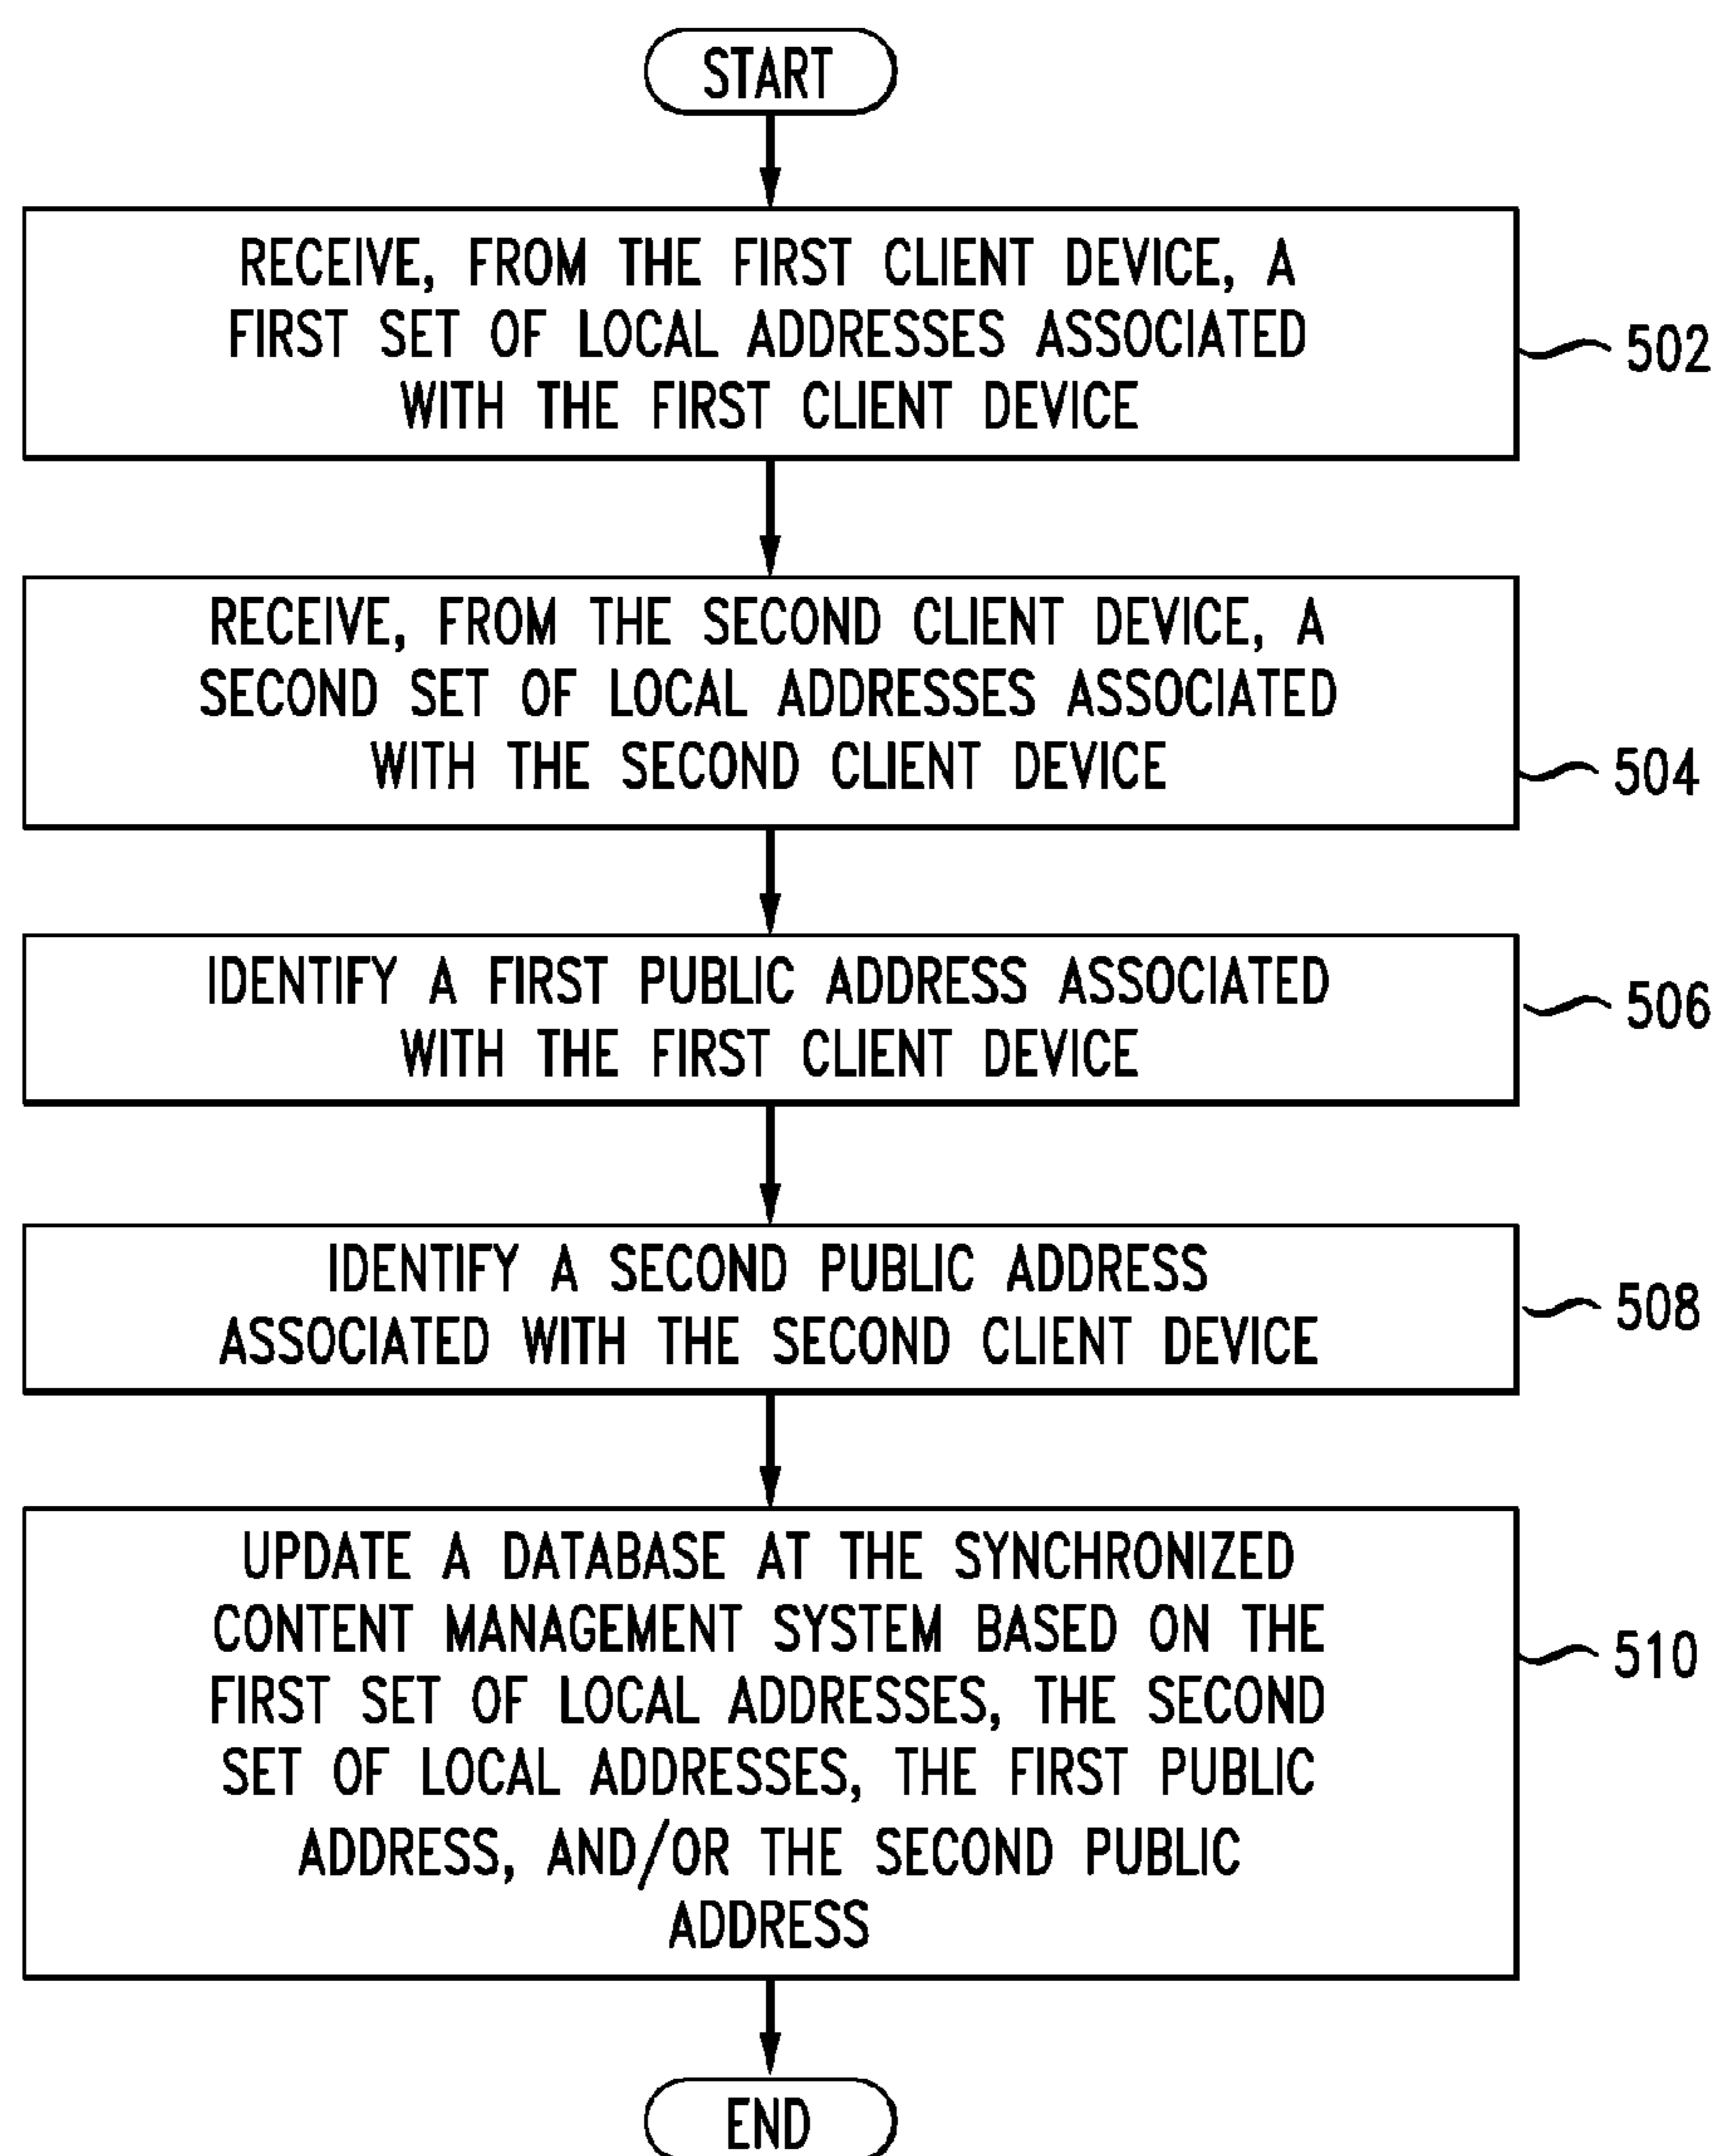 START
RECEIVE, FROM THE FIRST CLIENT DEVICE, A
FIRST SET OF LOCAL ADDRESSES ASSOCIATED
WITH THE FIRST CLIENT DEVICE
502
RECEIVE, FROM THE SECOND CLIENT DEVICE, A
SECOND SET OF LOCAL ADDRESSES ASSOCIATED
WITH THE SECOND CLIENT DEVICE
504
IDENTIFY A FIRST PUBLIC ADDRESS ASSOCIATED
WITH THE FIRST CLIENT DEVICE
506
IDENTIFY A SECOND PUBLIC ADDRESS
ASSOCIATED WITH THE SECOND CLIENT DEVICE
508
UPDATE A DATABASE AT THE SYNCHRONIZED
CONTENT MANAGEMENT SYSTEM BASED ON THE
FIRST SET OF LOCAL ADDRESSES, THE SECOND
SET OF LOCAL ADDRESSES, THE FIRST PUBLIC
ADDRESS, AND/OR THE SECOND PUBLIC
ADDRESS
510
END